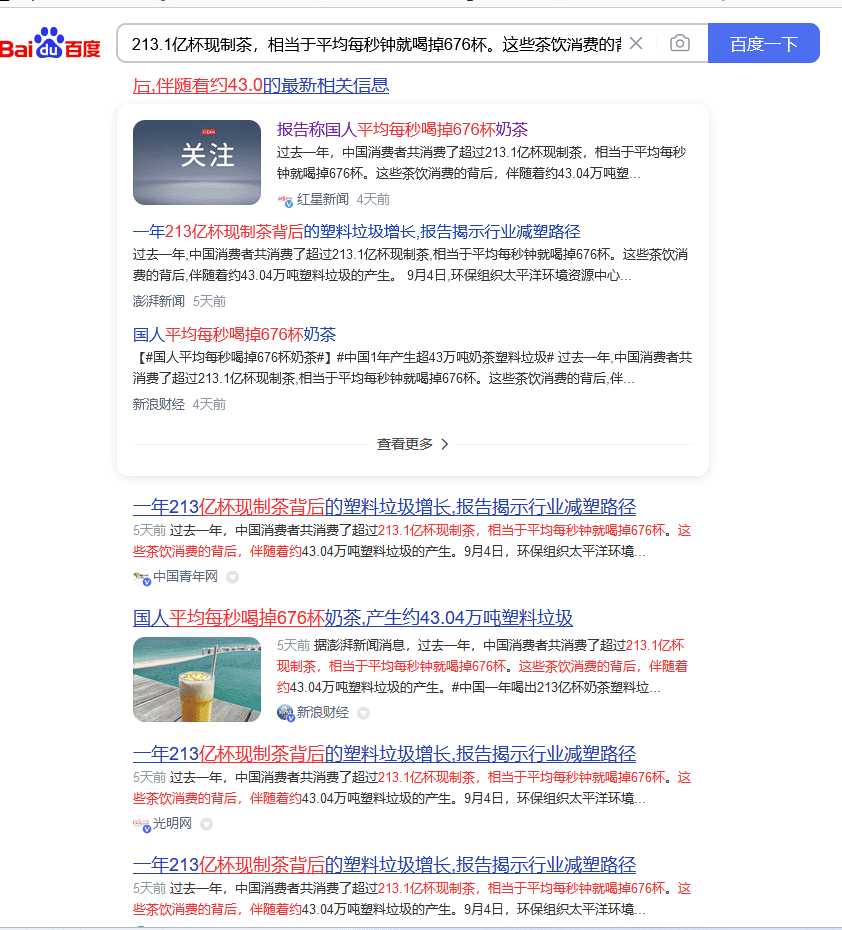 Bai du 百度
213.1亿杯现制茶，相当于平均每秒钟就喝掉676杯。这些茶饮消费的
百度一下
后,伴随着约43.0的最新相关信息
关注
报告称国人平均每秒喝掉676杯奶茶
过去一年，中国消费者共消费了超过213.1亿杯现制茶，相当于平均每秒
钟就喝掉676杯。这些茶饮消费的背后，伴随着约43.04万吨塑...
红星新闻 4天前
一年213亿杯现制茶背后的塑料垃圾增长,报告揭示行业减塑路径
过去一年,中国消费者共消费了超过213.1亿杯现制茶,相当于平均每秒钟就喝掉676杯。这些茶饮消
费的背后,伴随着约43.04万吨塑料垃圾的产生。 9月4日,环保组织太平洋环境资源中心...
澎湃新闻 5天前
国人平均每秒喝掉676杯奶茶
【#国人平均每秒喝掉676杯奶茶#】#中国1年产生超43万吨奶茶塑料垃圾# 过去一年,中国消费者共
消费了超过213.1亿杯现制茶,相当于平均每秒钟就喝掉676杯。这些茶饮消费的背后,伴...
新浪财经 4天前
查看更多
一年213亿杯现制茶背后的塑料垃圾增长,报告揭示行业减塑路径
5天前 过去一年，中国消费者共消费了超过213.1亿杯现制茶，相当于平均每秒钟就喝掉676杯。这
些茶饮消费的背后，伴随着约43.04万吨塑料垃圾的产生。9月4日，环保组织太平洋环境...
中国青年网
国人平均每秒喝掉676杯奶茶,产生约43.04万吨塑料垃圾
5天前 据澎湃新闻消息，过去一年，中国消费者共消费了超过213.1亿杯
现制茶，相当于平均每秒钟就喝掉676杯。这些茶饮消费的背后，伴随着
约43.04万吨塑料垃圾的产生。#中国一年喝出213亿杯奶茶塑料垃...
新浪财经
一年213亿杯现制茶背后的塑料垃圾增长,报告揭示行业减塑路径
5天前 过去一年，中国消费者共消费了超过213.1亿杯现制茶，相当于平均每秒钟就喝掉676杯。这
些茶饮消费的背后，伴随着约43.04万吨塑料垃圾的产生。9月4日，环保组织太平洋环境...
光明网
一年213亿杯现制茶背后的塑料垃圾增长,报告揭示行业减塑路径
5天前 过去一年，中国消费者共消费了超过213.1亿杯现制茶，相当于平均每秒钟就喝掉676杯。这
些茶饮消费的背后，伴随着约43.04万吨塑料垃圾的产生。9月4日，环保组织太平洋环境...